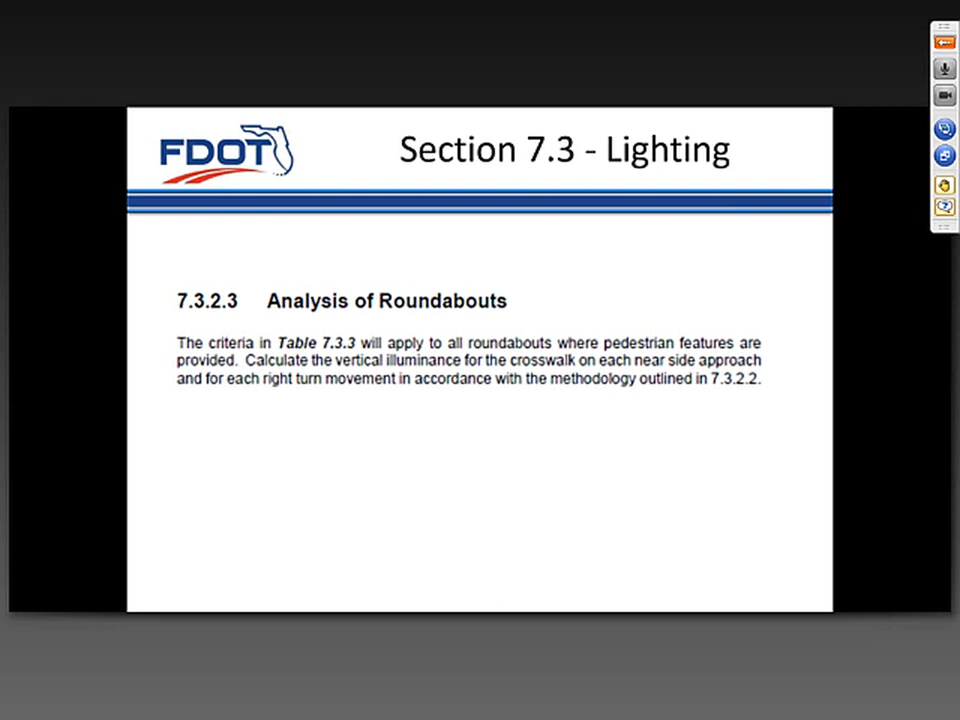 FDOT
Section 7.3 - Lighting
7.3.2.3 Analysis of Roundabouts
The criteria in Table 7.3.3 will apply to all roundabouts where pedestrian features are
provided. Calculate the vertical illuminance for the crosswalk on each near side approach
and for each right turn movement in accordance with the methodology outlined in 7.3.2.2.